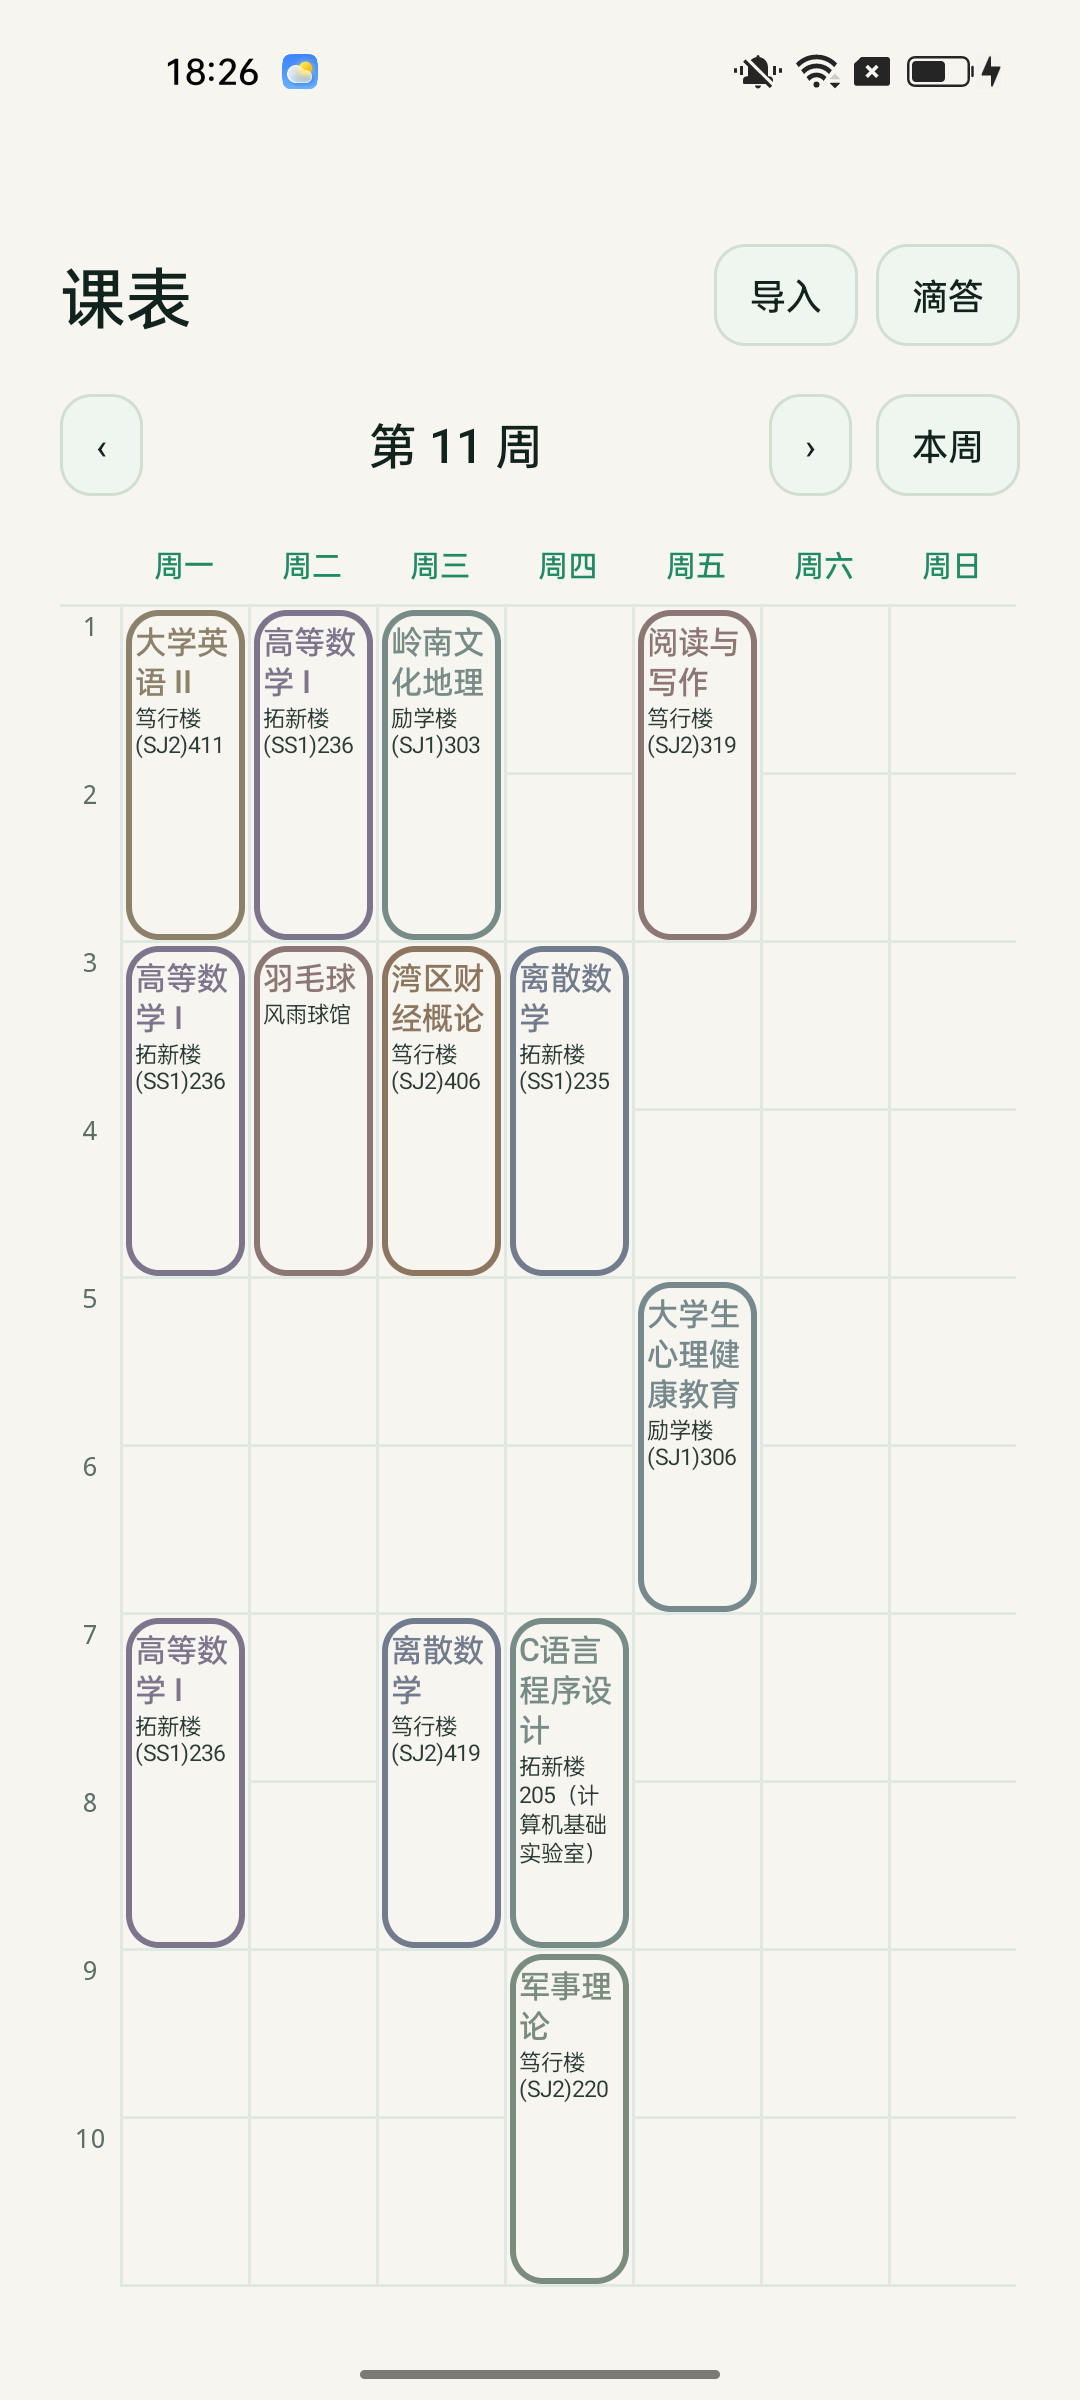 18:26
课表
导入
滴答
‹
第 11 周
›
本周
周一
周二
周三
周四
周五
周六
周日
1
大学英
语 II
笃行楼
(SJ2)411
高等数
学 I
拓新楼
(SS1)236
岭南文
化地理
励学楼
(SJ1)303
阅读与
写作
笃行楼
(SJ2)319
2
3
高等数
学 I
拓新楼
(SS1)236
羽毛球
风雨球馆
湾区财
经概论
笃行楼
(SJ2)406
离散数
学
拓新楼
(SS1)235
4
5
大学生
心理健
康教育
励学楼
(SJ1)306
6
7
高等数
学 I
拓新楼
(SS1)236
离散数
学
笃行楼
(SJ2)419
C语言
程序设
计
拓新楼
205（计
算机基础
实验室）
8
9
军事理
论
笃行楼
(SJ2)220
10